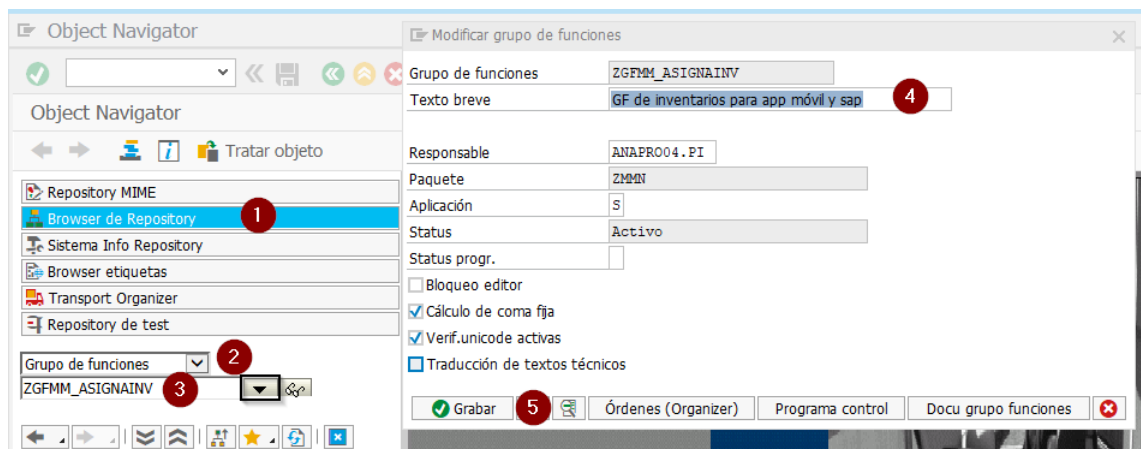 Object Navigator
Object Navigator
Tratar objeto
Repository MIME
Browser de Repository
1
Sistema Info Repository
Browser etiquetas
Transport Organizer
Repository de test
Grupo de funciones
2
ZGFMM_ASIGNAINV
3
Modificar grupo de funciones
Grupo de funciones ZGFMM_ASIGNAINV
Texto breve GF de inventarios para app móvil y sap
4
Responsable ANAPRO04.PI
Paquete ZMMN
Aplicación S
Status Activo
Status progr.
Bloqueo editor
Cálculo de coma fija
Verif.unicode activas
Traducción de textos técnicos
Grabar 5 Órdenes (Organizer) Programa control Docu grupo funciones